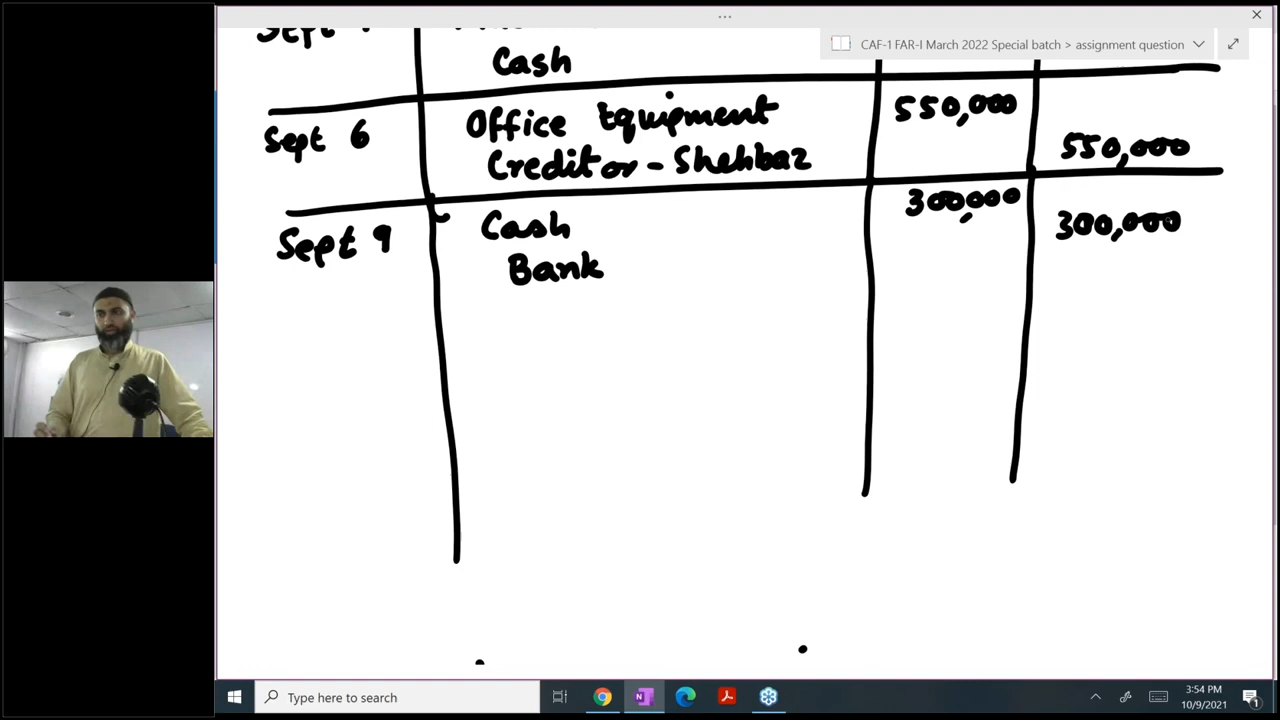 CAF-1 FAR-I March 2022 Special batch > assignment question
Cash
Sept 6 Office Equipment 550,000
Creditor - Shehbaz 550,000
Sept 9 Cash 300,000
Bank 300,000
Type here to search
3:54 PM
10/9/2021
1